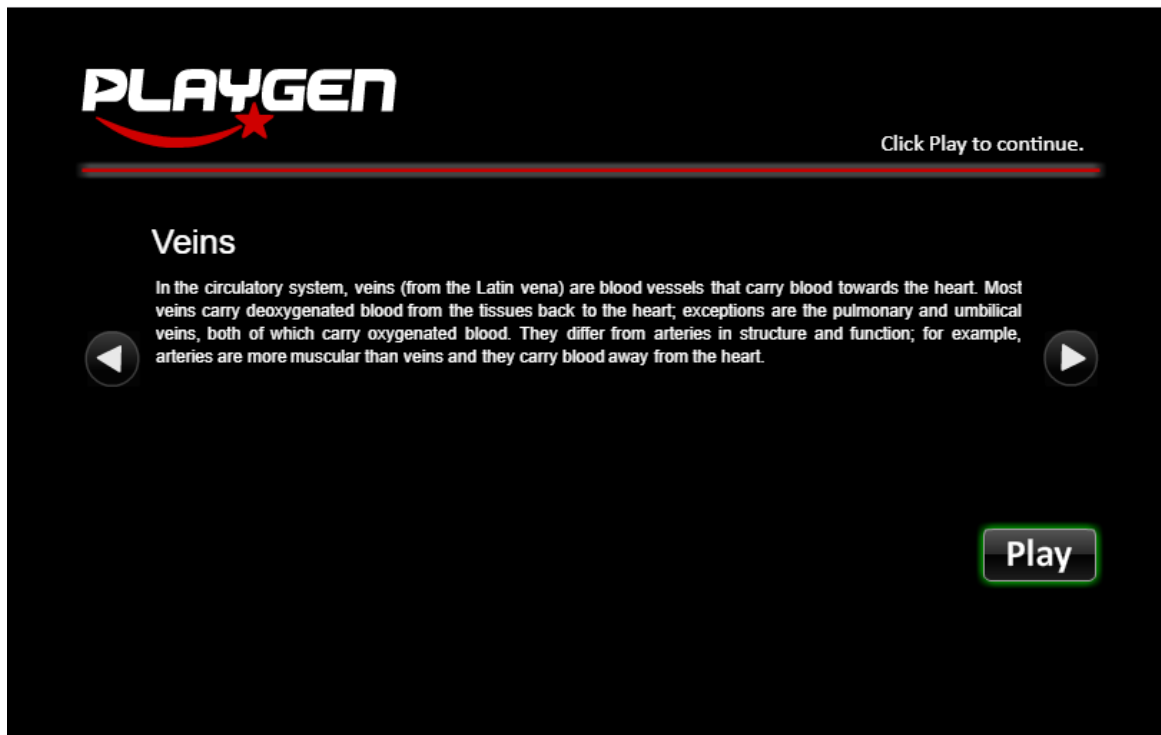 PLAYGEN
Click Play to continue.
Veins
In the circulatory system, veins (from the Latin vena) are blood vessels that carry blood towards the heart. Most
veins carry deoxygenated blood from the tissues back to the heart; exceptions are the pulmonary and umbilical
veins, both of which carry oxygenated blood. They differ from arteries in structure and function; for example,
arteries are more muscular than veins and they carry blood away from the heart.
Play